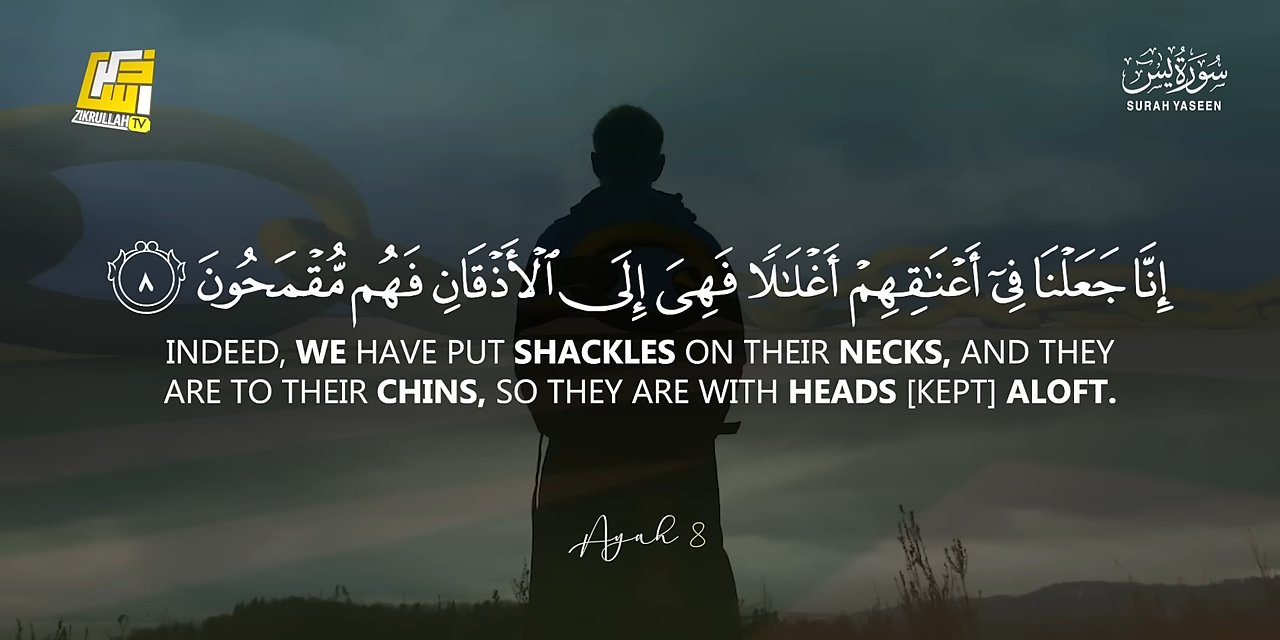 ZIKRULLAH TV
سُورَةُ يٰسٓ
SURAH YASEEN
إِنَّا جَعَلْنَا فِىٓ أَعْنَـٰقِهِمْ أَغْلَـٰلًا فَهِىَ إِلَى ٱلْأَذْقَانِ فَهُم مُّقْمَحُونَ ٨
INDEED, WE HAVE PUT SHACKLES ON THEIR NECKS, AND THEY
ARE TO THEIR CHINS, SO THEY ARE WITH HEADS [KEPT] ALOFT.
Ayah 8